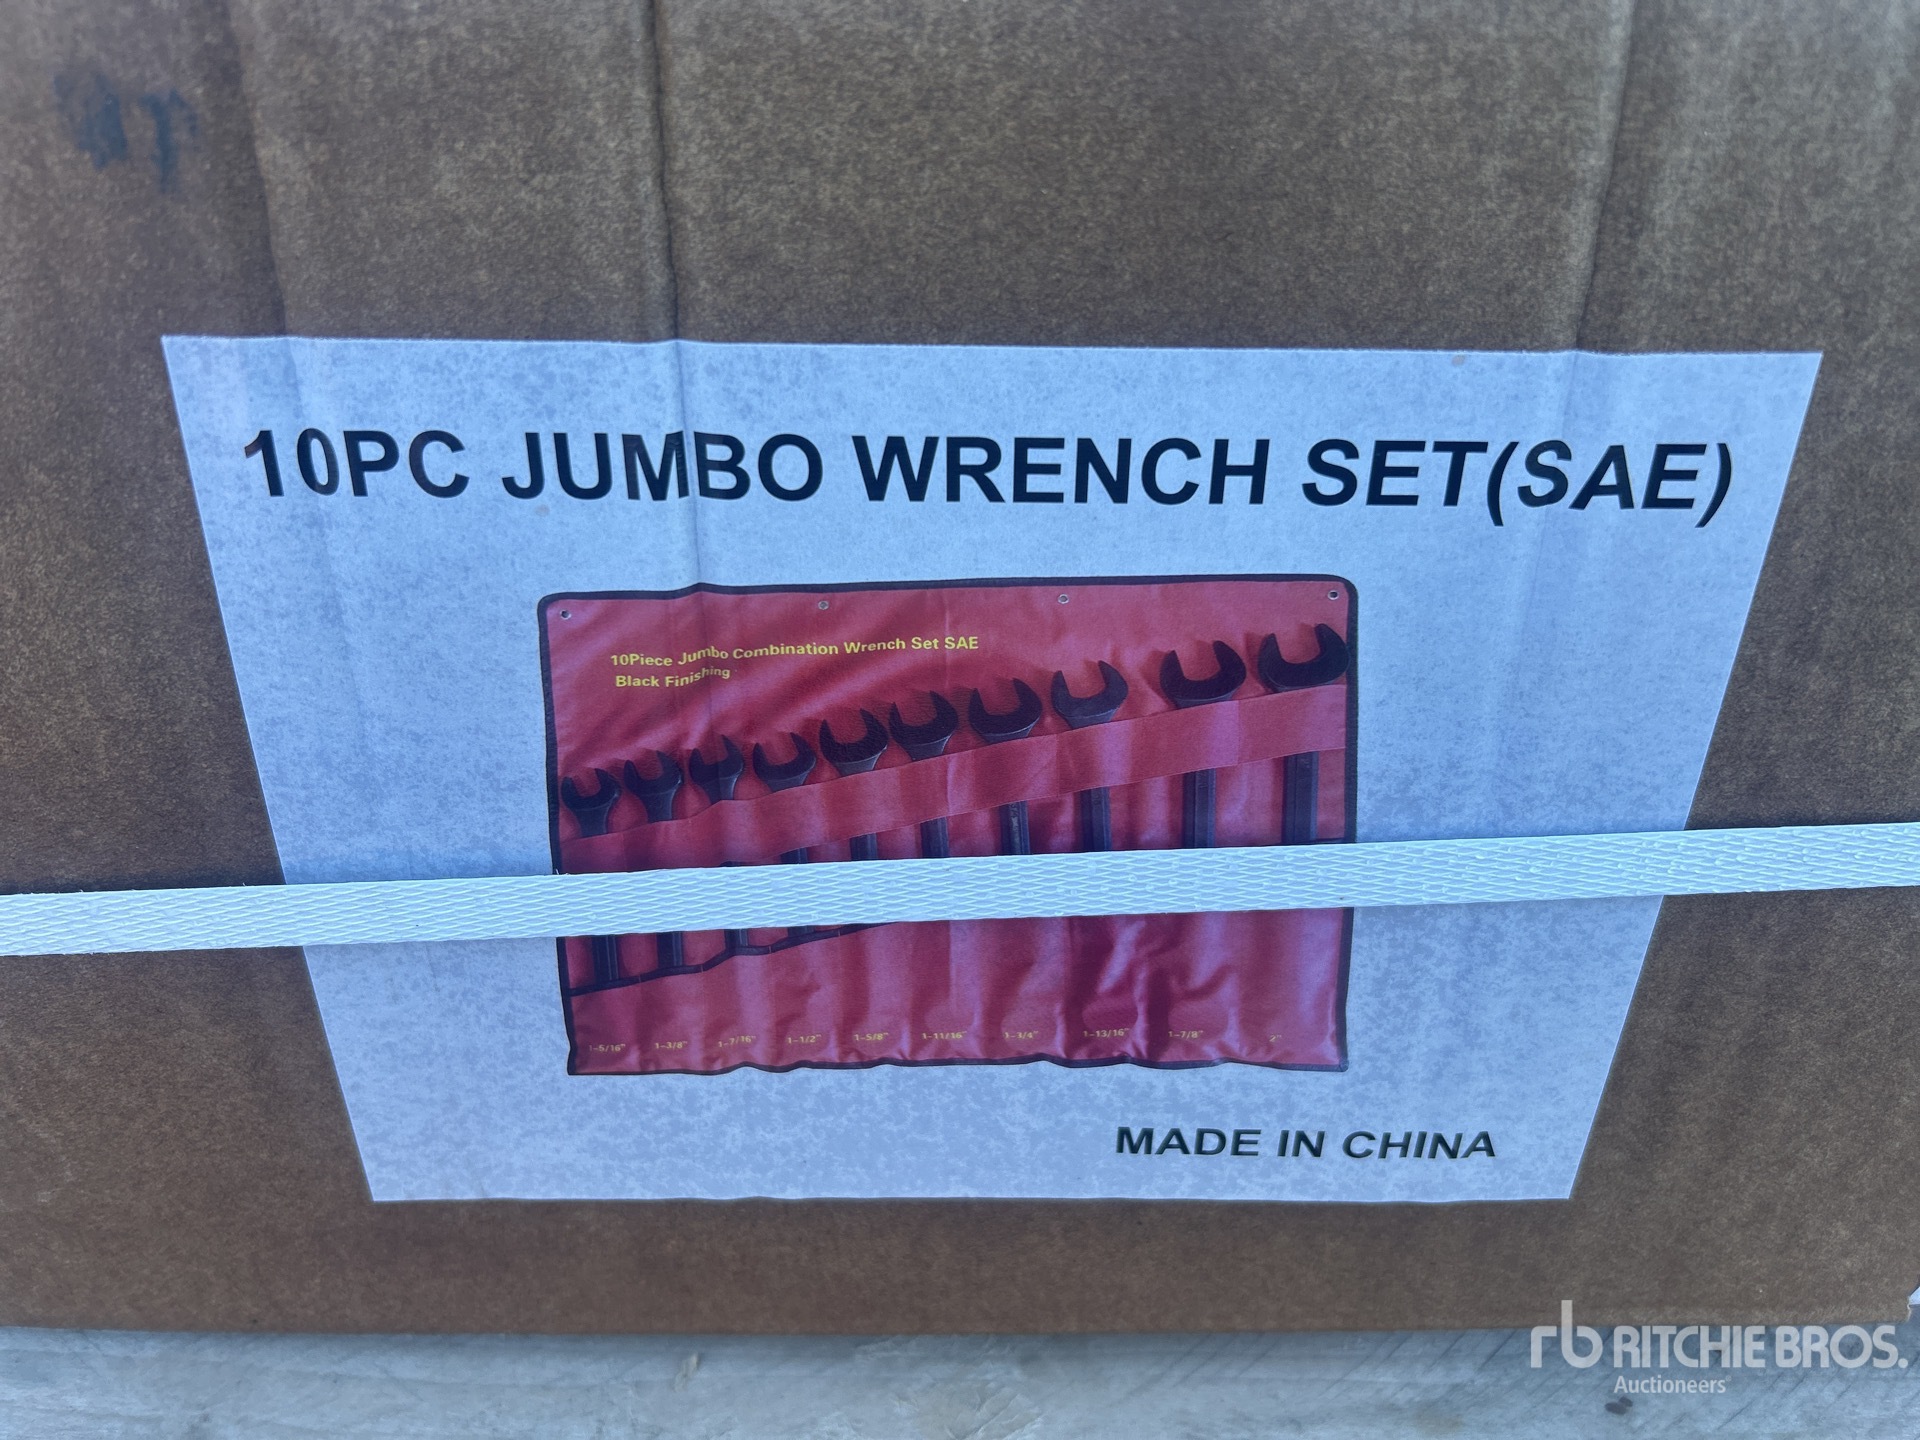 10PC JUMBO WRENCH SET(SAE)
10Piece Jumbo Combination Wrench Set SAE
Black Finishing
1-5/16" 1-3/8" 1-7/16" 1-1/2" 1-5/8" 1-11/16" 1-3/4" 1-13/16" 1-7/8" 2"
MADE IN CHINA
rb RITCHIE BROS.
Auctioneers